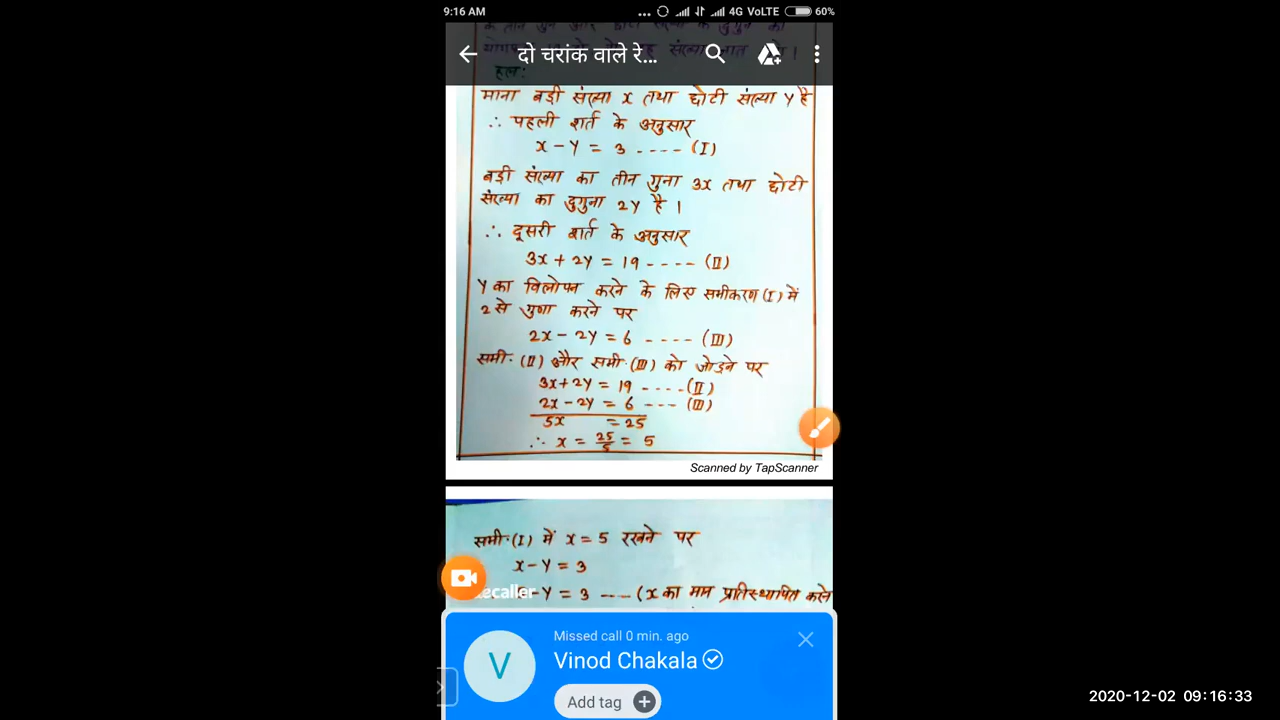 9:16 AM
... 4G VoLTE 60%
दो चरांक वाले रे...
हल:
माना बड़ी संख्या x तथा छोटी संख्या y है
∴ पहली शर्त के अनुसार
x - y = 3 ---- (I)
बड़ी संख्या का तीन गुना 3x तथा छोटी
संख्या का दुगुना 2y है ।
∴ दूसरी शर्त के अनुसार
3x + 2y = 19 ---- (II)
y का विलोपन करने के लिए समीकरण (I) में
2 से गुणा करने पर
2x - 2y = 6 ---- (III)
समी. (II) और समी. (III) को जोड़ने पर
3x + 2y = 19 ---- (II)
2x - 2y = 6 --- (III)
5x = 25
∴ x = 25/5 = 5
Scanned by TapScanner
समी. (I) में x = 5 रखने पर
x - y = 3
- y = 3 --- (x का मान प्रतिस्थापित करने
Missed call 0 min. ago
Vinod Chakala
V
Add tag
2020-12-02 09:16:33